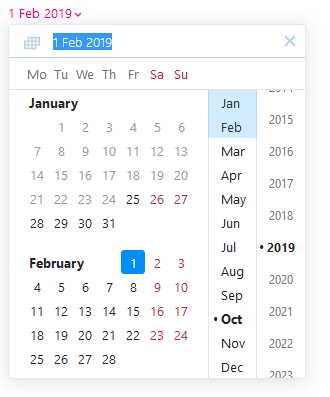 1 Feb 2019
1 Feb 2019
Mo Tu We Th Fr Sa Su
January
1 2 3 4 5 6
7 8 9 10 11 12 13
14 15 16 17 18 19 20
21 22 23 24 25 26 27
28 29 30 31
February 1 2 3
4 5 6 7 8 9 10
11 12 13 14 15 16 17
18 19 20 21 22 23 24
25 26 27 28
Jan
Feb
Mar
Apr
May
Jun
Jul
Aug
Sep
• Oct
Nov
Dec
2015
2016
2017
2018
• 2019
2020
2021
2022
2023